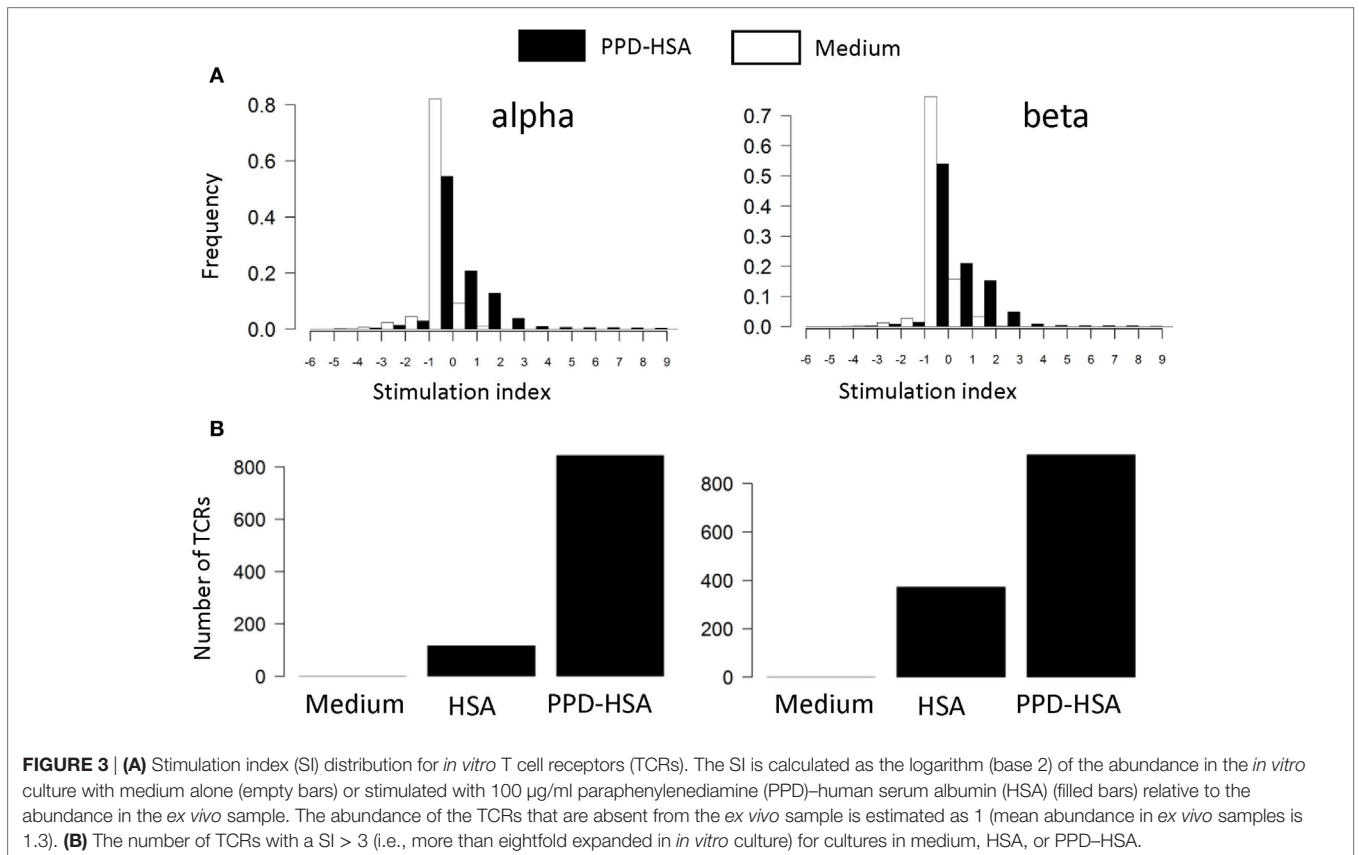 PPD-HSA
Medium
A
alpha
beta
Frequency
0.8
0.6
0.4
0.2
0.0
-6 -5 -4 -3 -2 -1 0 1 2 3 4 5 6 7 8 9
Stimulation index
0.7
0.6
0.5
0.4
0.3
0.2
0.1
0.0
-6 -5 -4 -3 -2 -1 0 1 2 3 4 5 6 7 8 9
Stimulation index
B
Number of TCRs
800
600
400
200
0
Medium HSA PPD-HSA
800
600
400
200
0
Medium HSA PPD-HSA
FIGURE 3 | (A) Stimulation index (SI) distribution for in vitro T cell receptors (TCRs). The SI is calculated as the logarithm (base 2) of the abundance in the in vitro
culture with medium alone (empty bars) or stimulated with 100 µg/ml paraphenylenediamine (PPD)–human serum albumin (HSA) (filled bars) relative to the
abundance in the ex vivo sample. The abundance of the TCRs that are absent from the ex vivo sample is estimated as 1 (mean abundance in ex vivo samples is
1.3). (B) The number of TCRs with a SI > 3 (i.e., more than eightfold expanded in in vitro culture) for cultures in medium, HSA, or PPD–HSA.